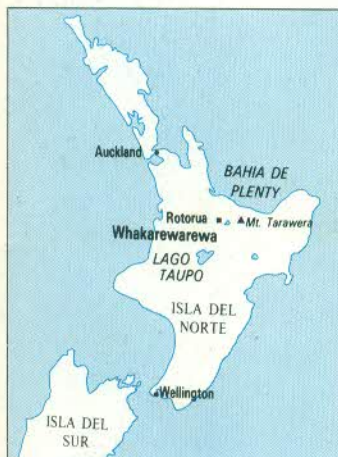 Auckland
BAHIA DE
PLENTY
Rotorua
Mt. Tarawera
Whakarewarewa
LAGO
TAUPO
ISLA DEL
NORTE
Wellington
ISLA DEL
SUR